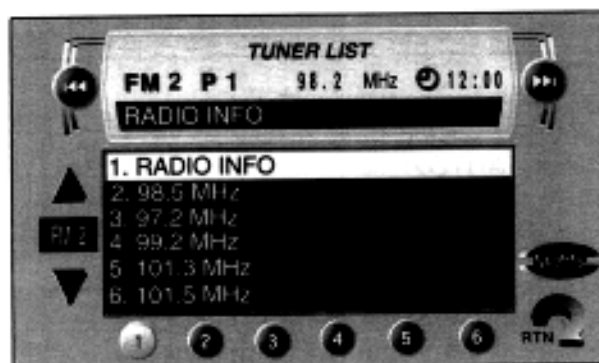 TUNER LIST
FM 2 P 1 98.2 MHz 12:00
RADIO INFO
1. RADIO INFO
2. 98.5 MHz
3. 97.2 MHz
4. 99.2 MHz
5. 101.3 MHz
6. 101.5 MHz
FM 2
1 2 3 4 5 6
RTN